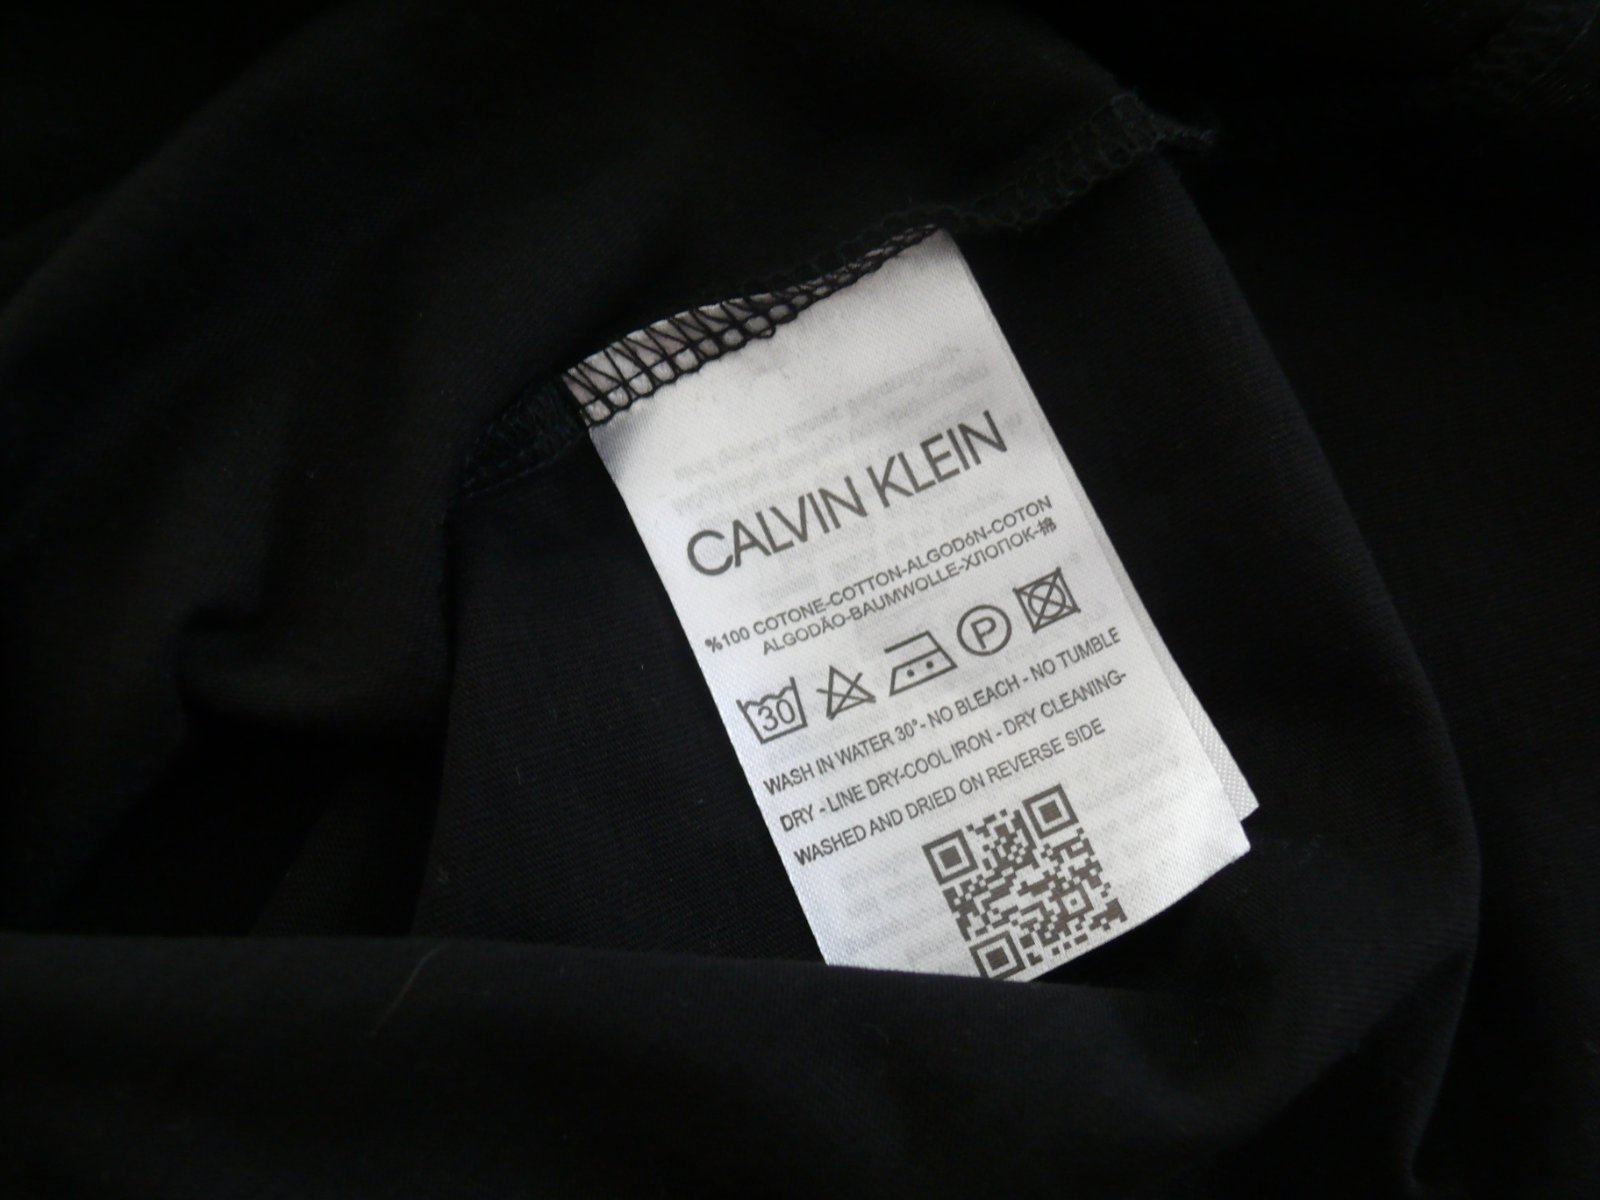 CALVIN KLEIN
%100 COTONE-COTTON-ALGODóN-COTON
ALGODÃO-BAUMWOLLE-ХЛОПОК-棉
30 P
WASH IN WATER 30°- NO BLEACH - NO TUMBLE
DRY - LINE DRY-COOL IRON - DRY CLEANING-
WASHED AND DRIED ON REVERSE SIDE